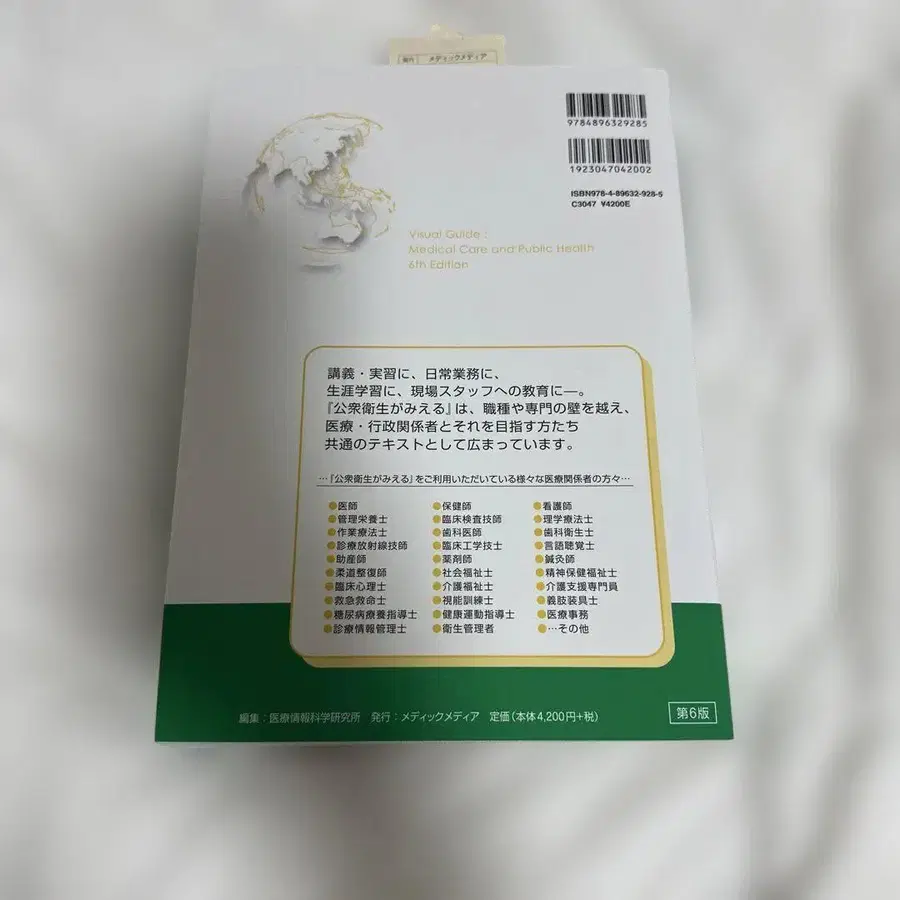 発行 メディックメディア
9784896329285
1923047042002
ISBN978-4-89632-928-5
C3047 ¥4200E
Visual Guide :
Medical Care and Public Health
6th Edition
講義・実習に、日常業務に、
生涯学習に、現場スタッフへの教育に―。
『公衆衛生がみえる』は、職種や専門の壁を越え、
医療・行政関係者とそれを目指す方たち
共通のテキストとして広まっています。
…『公衆衛生がみえる』をご利用いただいている様々な医療関係者の方々…
●医師 ●保健師 ●看護師
●管理栄養士 ●臨床検査技師 ●理学療法士
●作業療法士 ●歯科医師 ●歯科衛生士
●診療放射線技師 ●臨床工学技士 ●言語聴覚士
●助産師 ●薬剤師 ●鍼灸師
●柔道整復師 ●社会福祉士 ●精神保健福祉士
●臨床心理士 ●介護福祉士 ●介護支援専門員
●救急救命士 ●視能訓練士 ●義肢装具士
●糖尿病療養指導士 ●健康運動指導士 ●医療事務
●診療情報管理士 ●衛生管理者 ●…その他
編集：医療情報科学研究所 発行：メディックメディア 定価(本体4,200円+税)
第6版